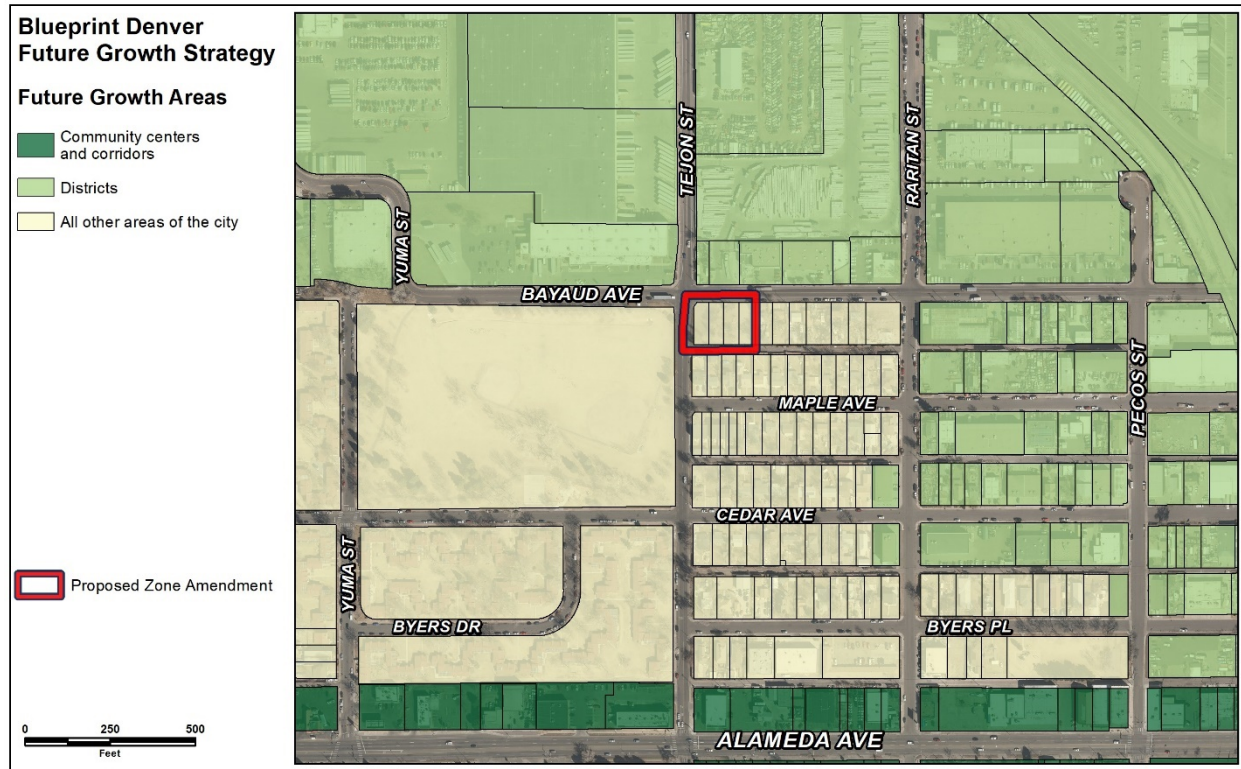 Blueprint Denver
Future Growth Strategy
Future Growth Areas
Community centers
and corridors
Districts
All other areas of the city
Proposed Zone Amendment
0 250 500
Feet
TEJON ST
RARITAN ST
YUMA ST
BAYAUD AVE
PECOS ST
MAPLE AVE
CEDAR AVE
YUMA ST
BYERS DR
BYERS PL
ALAMEDA AVE